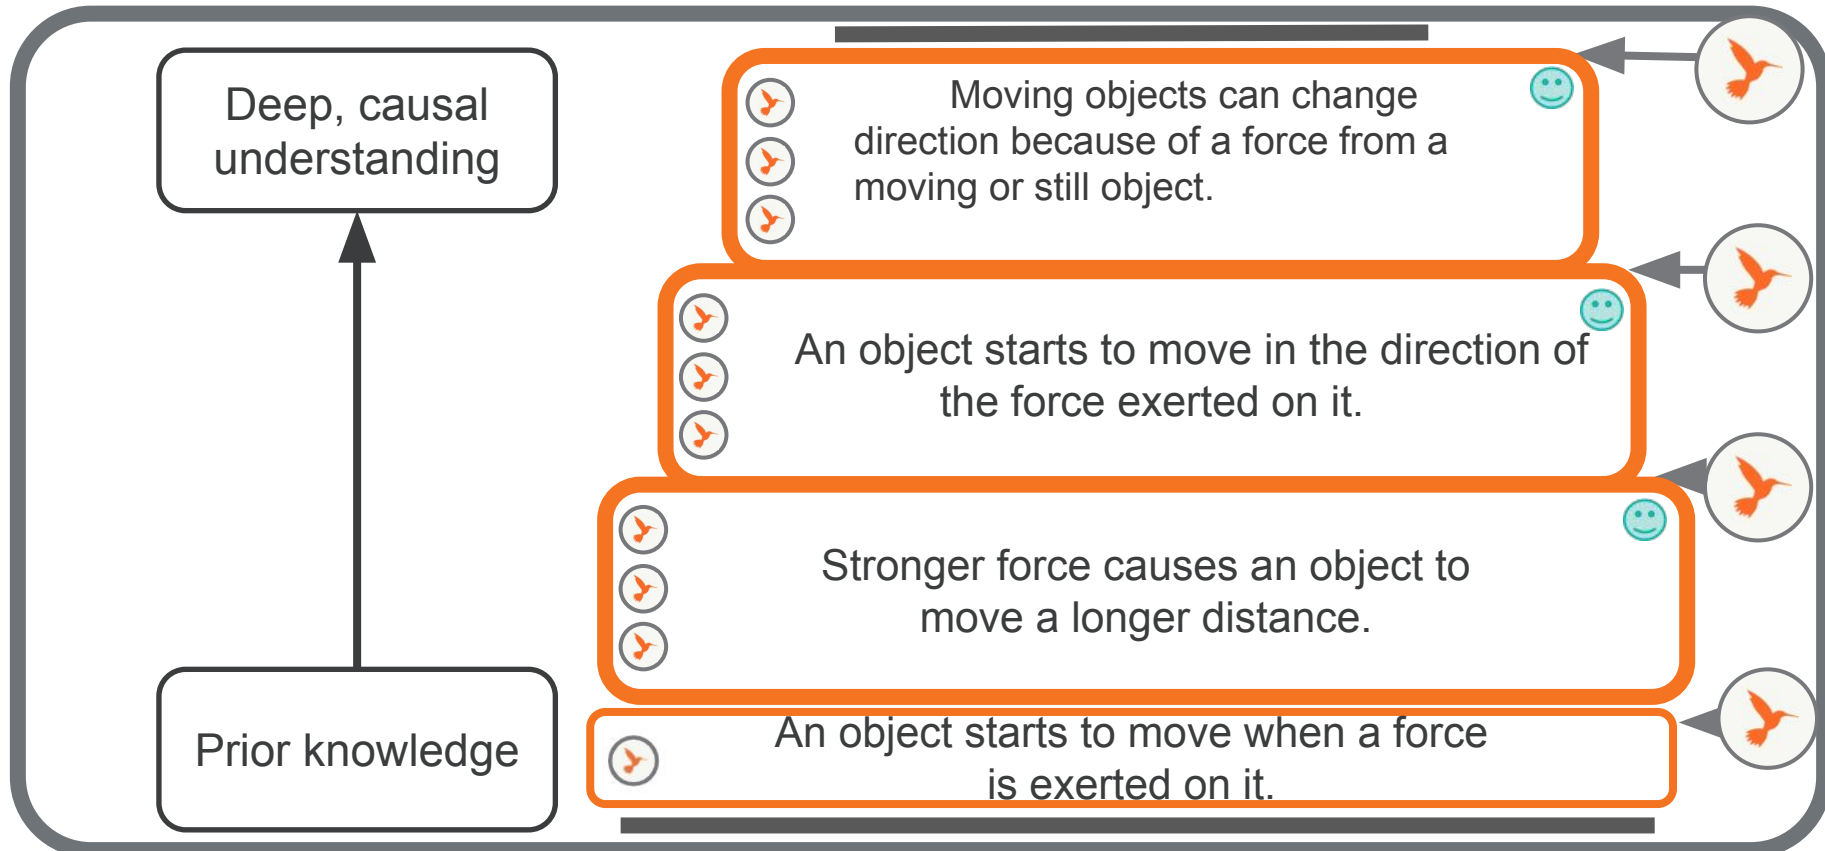 Deep, causal
understanding
Prior knowledge
Moving objects can change
direction because of a force from a
moving or still object.
An object starts to move in the direction of
the force exerted on it.
Stronger force causes an object to
move a longer distance.
An object starts to move when a force
is exerted on it.